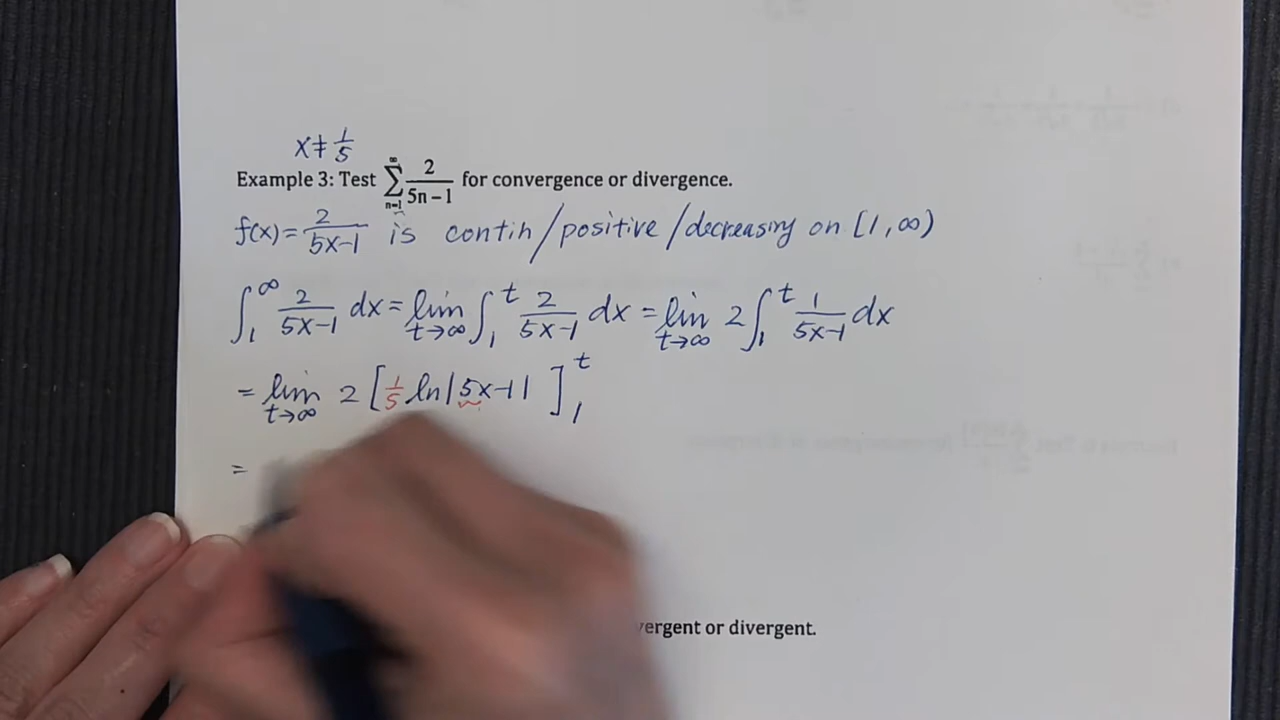 x≠1/5
Example 3: Test ∑_{n=1}^{∞} 2/(5n−1) for convergence or divergence.
f(x)= 2/(5x-1) is contin/positive/decreasing on [1,∞)
∫_1^∞ 2/(5x-1) dx = lim_{t→∞} ∫_1^t 2/(5x-1) dx = lim_{t→∞} 2∫_1^t 1/(5x-1) dx
= lim_{t→∞} 2 [1/5 ln|5x-1|]_1^t
=
or divergent.